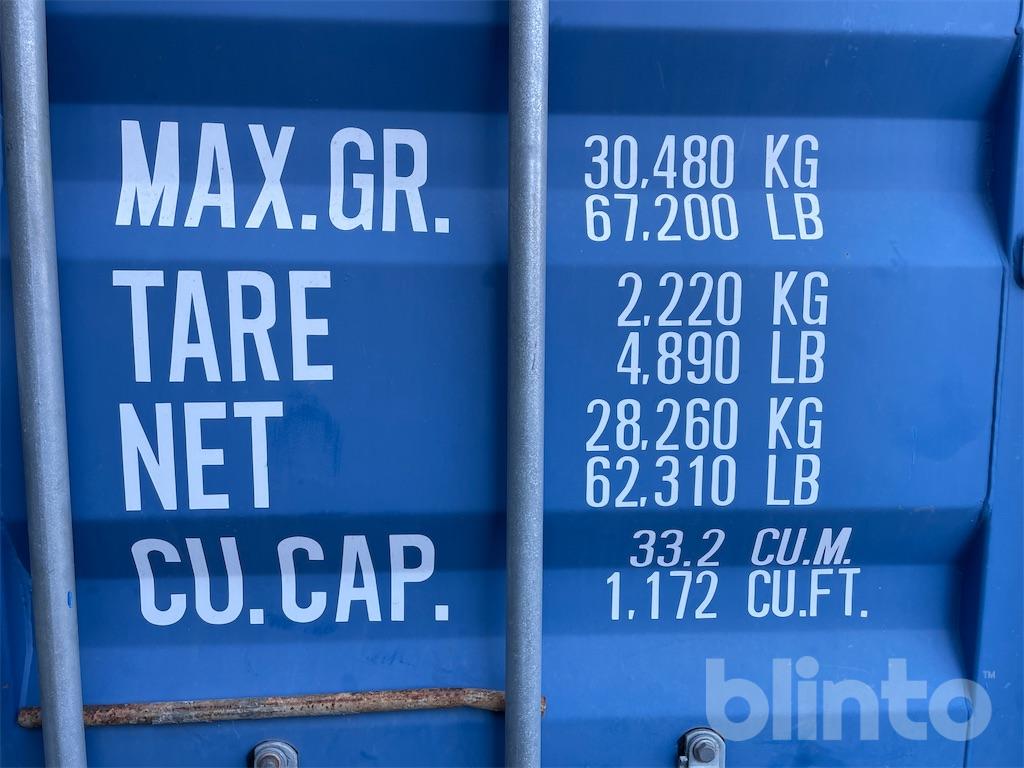 MAX.GR. 30,480 KG
67,200 LB
TARE 2,220 KG
4,890 LB
NET 28,260 KG
62,310 LB
CU.CAP. 33.2 CU.M.
1,172 CU.FT.
blinto™